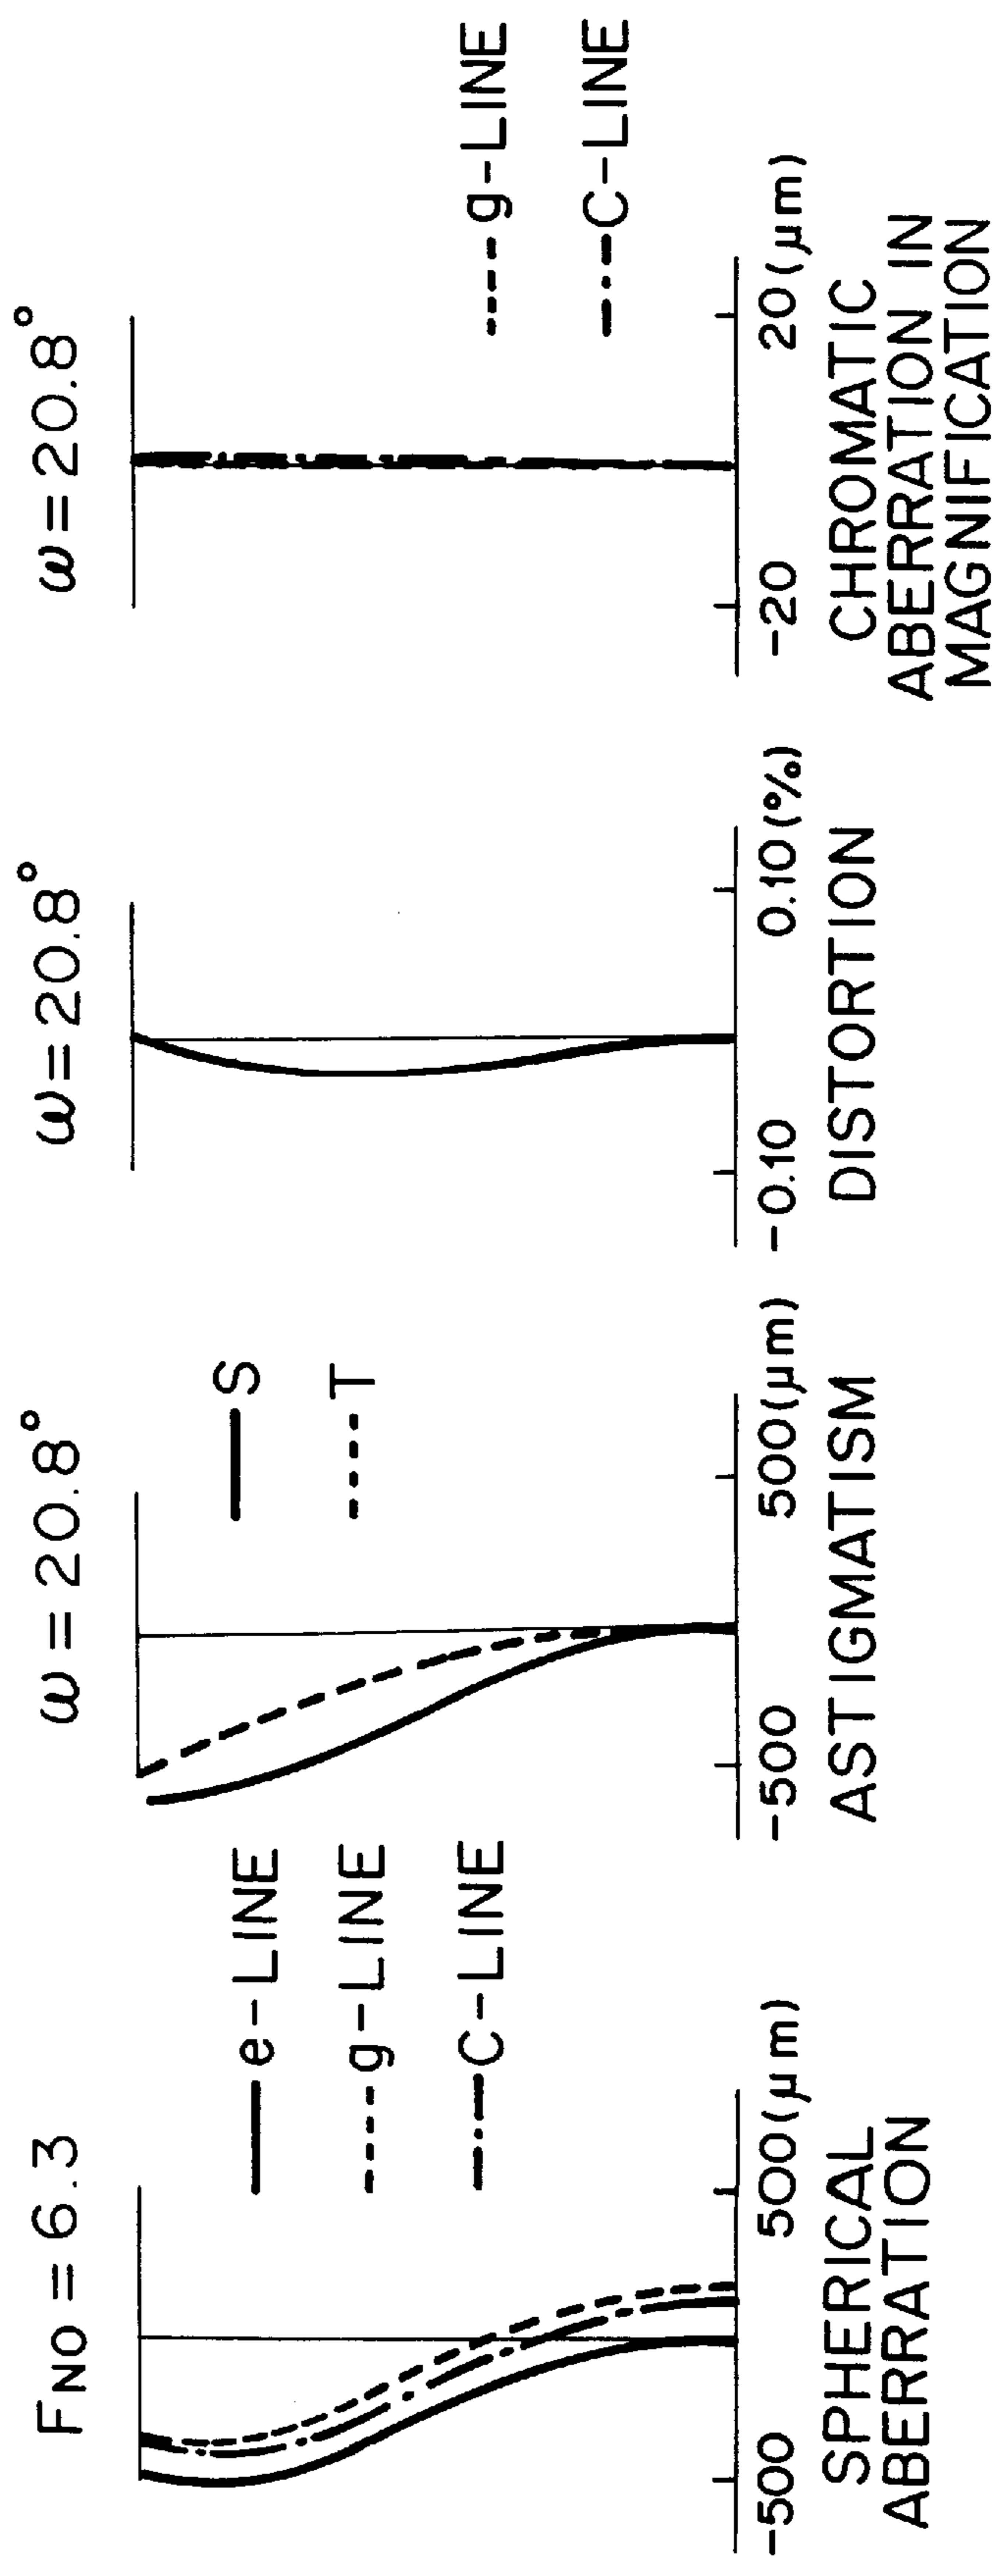 FNO = 6.3
e-LINE
g-LINE
C-LINE
-500
500 (μm)
SPHERICAL
ABERRATION
ω = 20.8°
S
T
-500
500 (μm)
ASTIGMATISM
ω = 20.8°
-0.10
0.10 (%)
DISTORTION
ω = 20.8°
g-LINE
C-LINE
-20
20 (μm)
CHROMATIC
ABERRATION IN
MAGNIFICATION